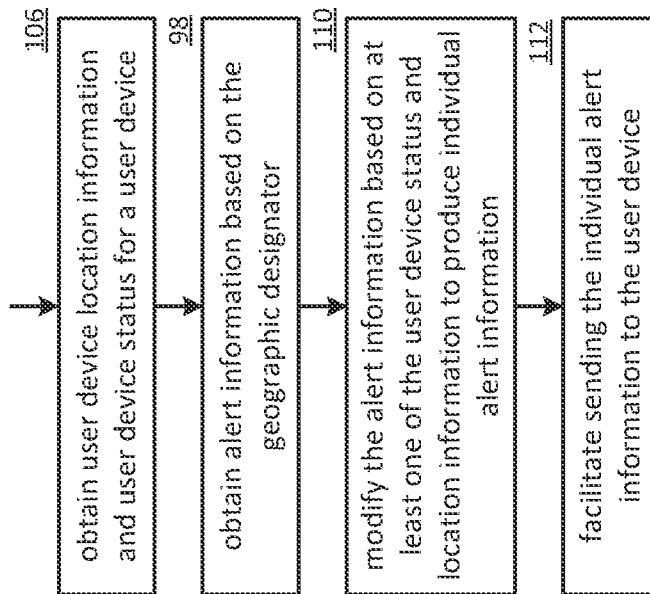 106
obtain user device location information
and user device status for a user device
98
obtain alert information based on the
geographic designator
110
modify the alert information based on at
least one of the user device status and
location information to produce individual
alert information
112
facilitate sending the individual alert
information to the user device